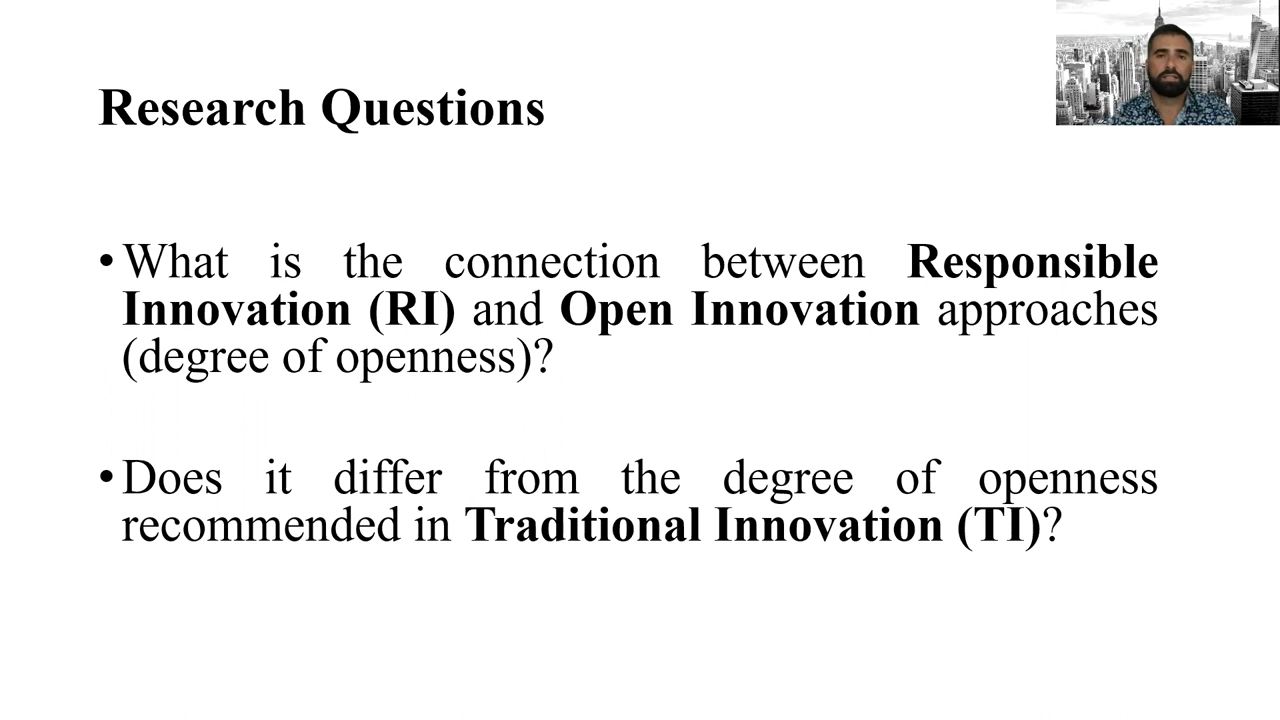 Research Questions
• What is the connection between Responsible
Innovation (RI) and Open Innovation approaches
(degree of openness)?
• Does it differ from the degree of openness
recommended in Traditional Innovation (TI)?